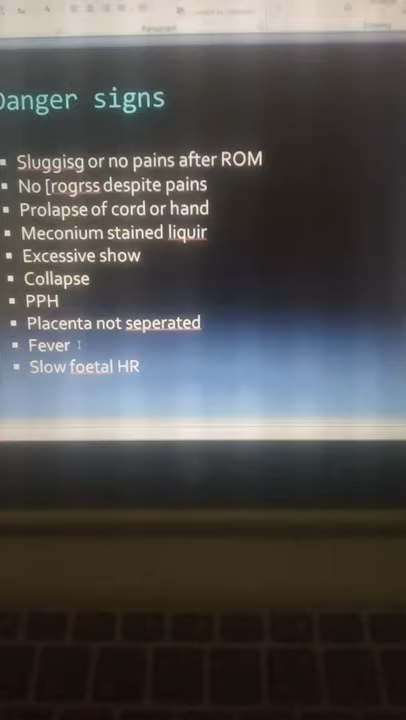 Danger signs
Sluggisg or no pains after ROM
No [rogrss despite pains
Prolapse of cord or hand
Meconium stained liquir
Excessive show
Collapse
PPH
Placenta not seperated
Fever
Slow foetal HR